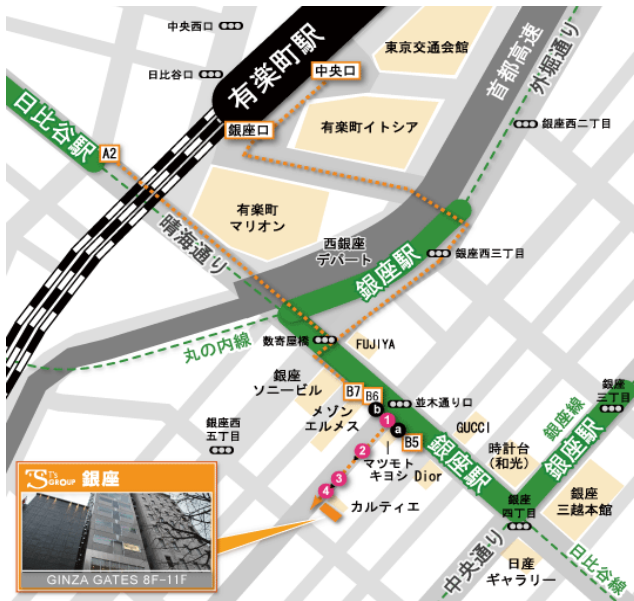 中央西口
日比谷口
有楽町駅
中央口
銀座口
東京交通会館
首都高速
外堀通り
有楽町イトシア
銀座西二丁目
日比谷駅
A2
有楽町
マリオン
晴海通り
西銀座
デパート
銀座駅
銀座西三丁目
丸の内線
数寄屋橋
FUJIYA
銀座
ソニービル
B7
B6
並木通り口
メゾン
エルメス
b
1
a
B5
GUCCI
銀座
三丁目
銀座線
銀座駅
銀座西
五丁目
2
マツモト
キヨシ
Dior
時計台
(和光)
銀座駅
3
4
カルティエ
銀座
四丁目
銀座
三越本館
中央通り
日産
ギャラリー
日比谷線
T's
GROUP
銀座
GINZA GATES 8F-11F